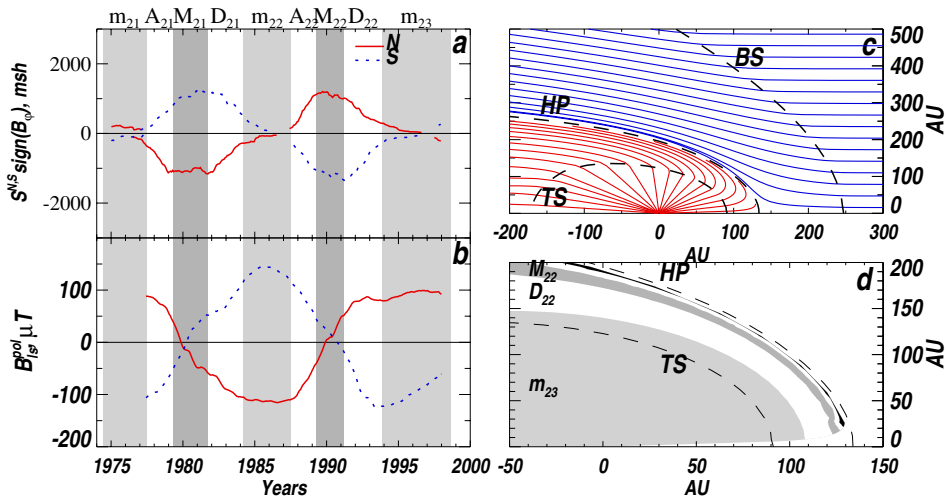 m21 A21 M21 D21 m22 A22 M22 D22 m23
N
S
a
2000
0
-2000
S^N,S sign(Bφ), msh
b
100
0
-100
-200
B_ls^pol, μT
1975 1980 1985 1990 1995 2000
Years
c
BS
HP
TS
500
400
300
200
100
0
AU
-200 -100 0 100 200 300
AU
d
M22
D22
HP
TS
m23
200
150
100
50
0
AU
-50 0 50 100 150
AU